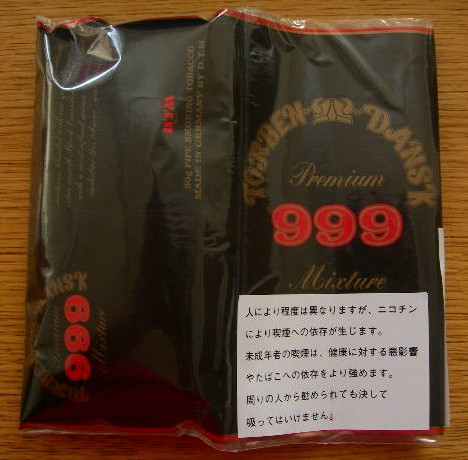 TORBEN DANSK
Premium
999
Mixture
人により程度は異なりますが、ニコチン
により喫煙への依存が生じます。
未成年者の喫煙は、健康に対する悪影響
やたばこへの依存をより強めます。
周りの人から勧められても決して
吸ってはいけません。
50g PIPE SMOKING TOBACCO
MADE IN GERMANY BY D.T.M
DTM
DANSK
Premium
999
Mixture